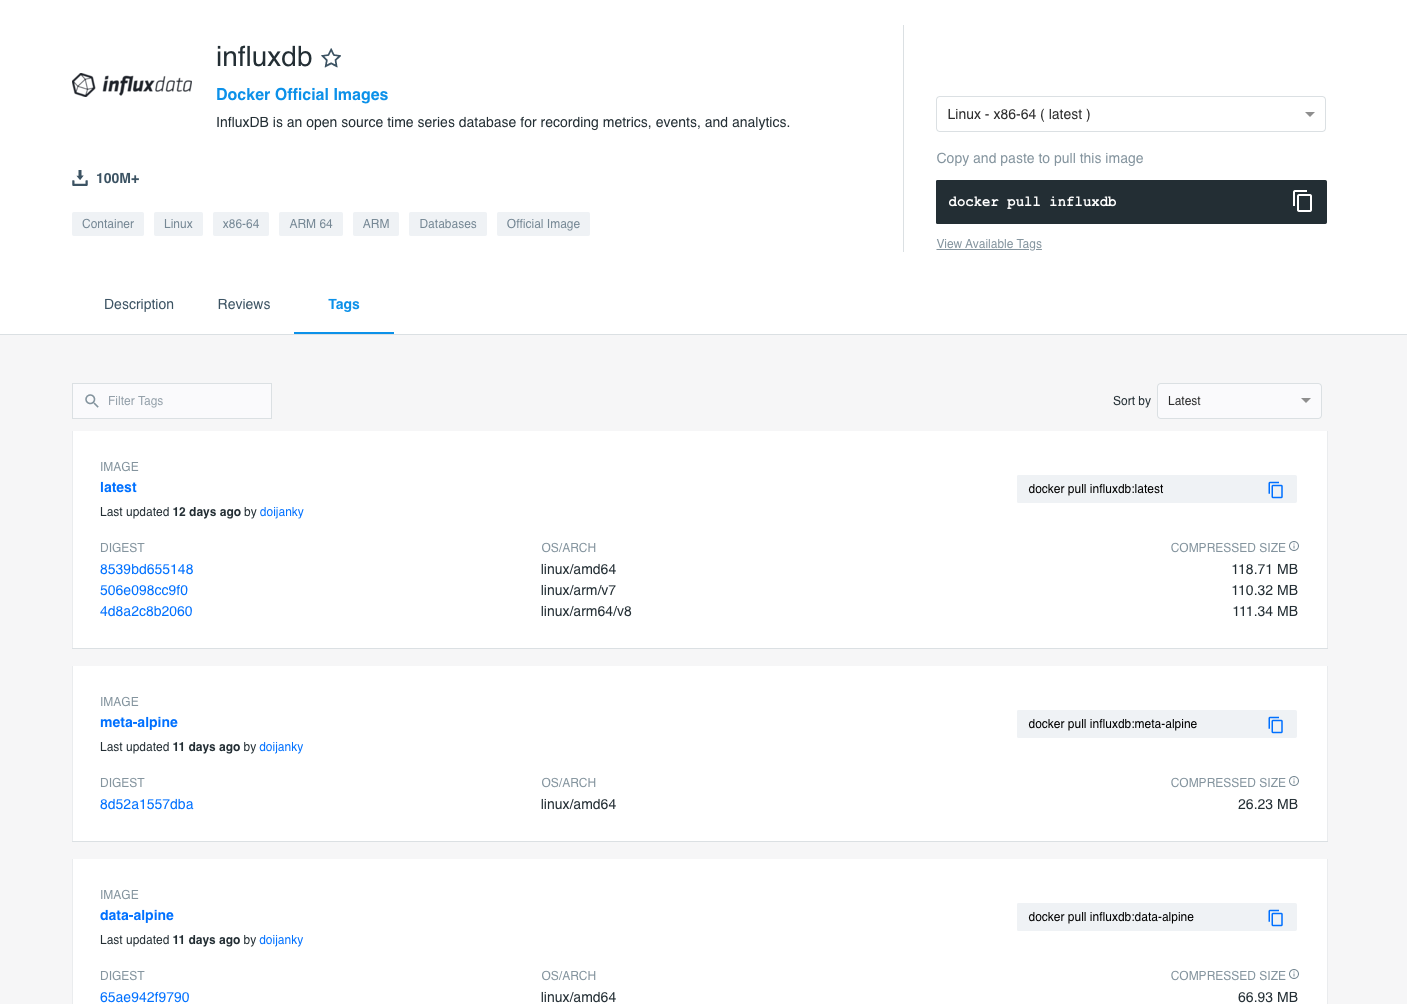 influxdata
influxdb
Docker Official Images
InfluxDB is an open source time series database for recording metrics, events, and analytics.
100M+
Container Linux x86-64 ARM 64 ARM Databases Official Image
Linux - x86-64 ( latest )
Copy and paste to pull this image
docker pull influxdb
View Available Tags
Description Reviews Tags
Filter Tags
Sort by Latest
IMAGE
latest
Last updated 12 days ago by doijanky
docker pull influxdb:latest
DIGEST OS/ARCH COMPRESSED SIZE
8539bd655148 linux/amd64 118.71 MB
506e098cc9f0 linux/arm/v7 110.32 MB
4d8a2c8b2060 linux/arm64/v8 111.34 MB
IMAGE
meta-alpine
Last updated 11 days ago by doijanky
docker pull influxdb:meta-alpine
DIGEST OS/ARCH COMPRESSED SIZE
8d52a1557dba linux/amd64 26.23 MB
IMAGE
data-alpine
Last updated 11 days ago by doijanky
docker pull influxdb:data-alpine
DIGEST OS/ARCH COMPRESSED SIZE
65ae942f9790 linux/amd64 66.93 MB